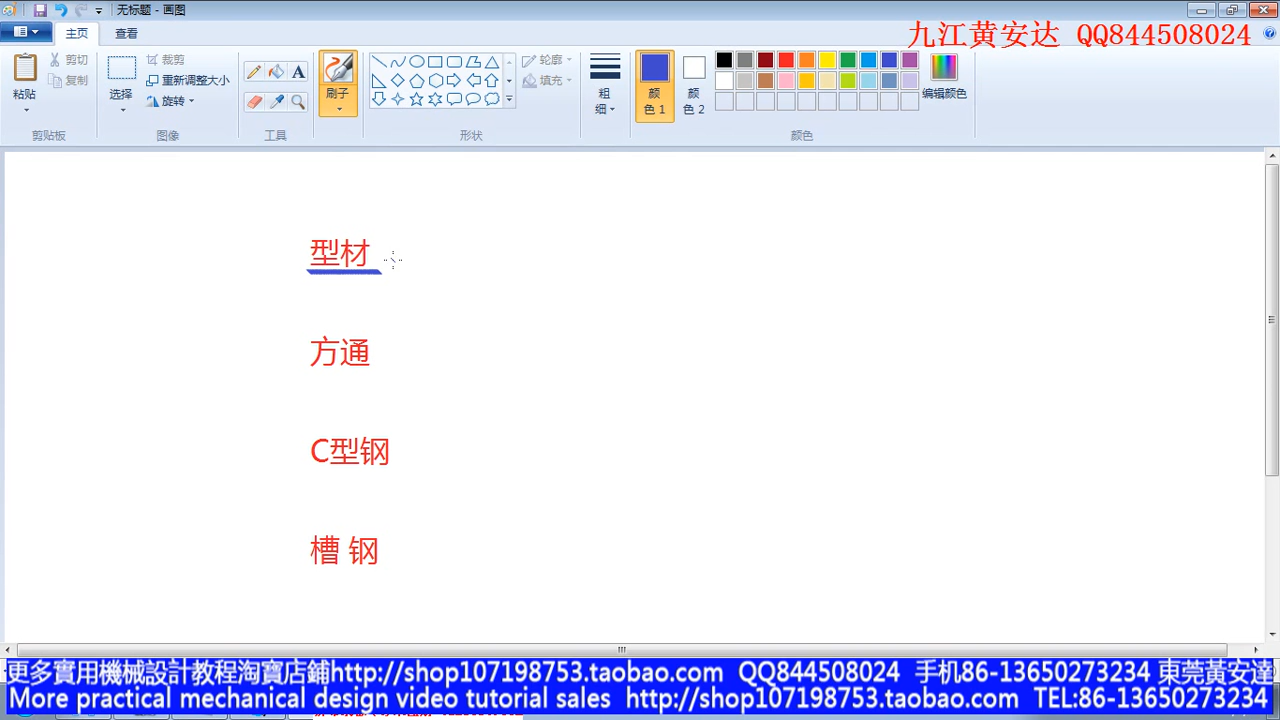 无标题 - 画图
九江黄安达 QQ844508024
主页 查看
粘贴 剪切 复制 选择 裁剪 重新调整大小 旋转 A 刷子 轮廓 填充 粗细 颜色 1 颜色 2 编辑颜色
剪贴板 图像 工具 形状 颜色
型材
方通
C型钢
槽 钢
更多實用機械設計教程淘寶店鋪http://shop107198753.taobao.com QQ844508024 手机86-13650273234 東莞黃安達
More practical mechanical design video tutorial sales http://shop107198753.taobao.com TEL:86-13650273234